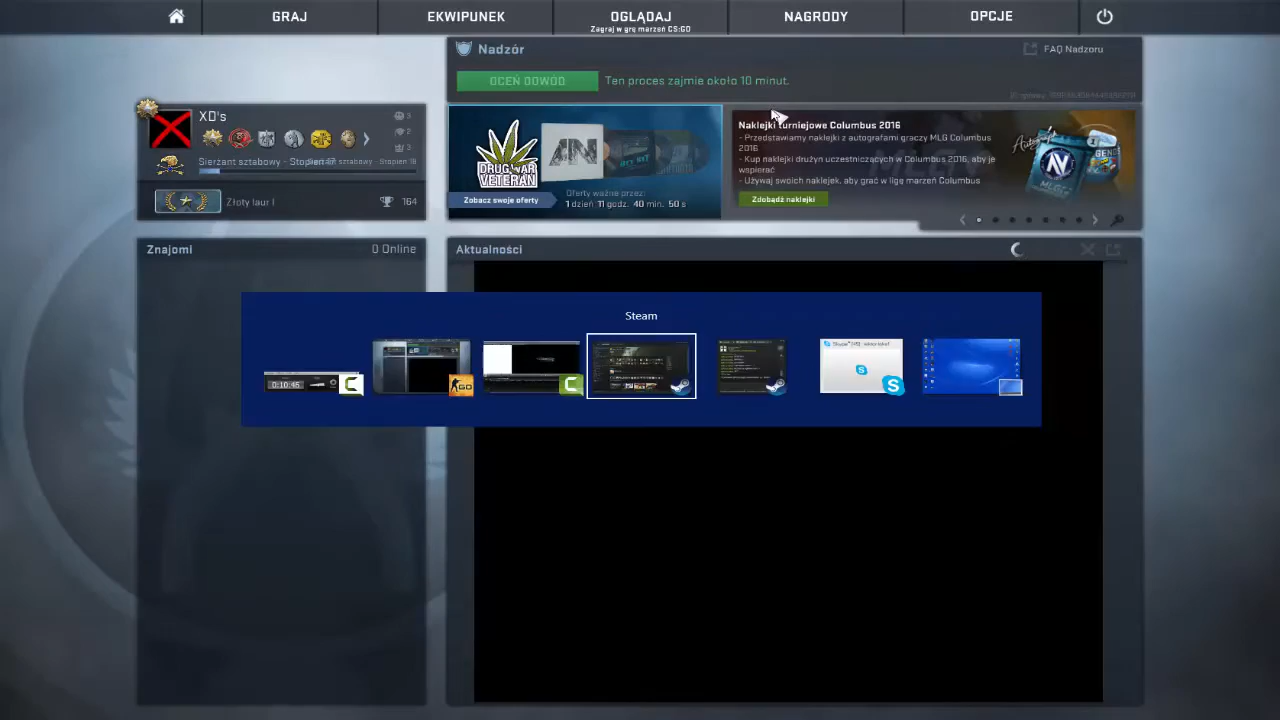 GRAJ
EKWIPUNEK
OGLĄDAJ
Zagraj w grę marzeń CS:GO
NAGRODY
OPCJE
Nadzór
FAQ Nadzoru
OCEŃ DOWÓD
Ten proces zajmie około 10 minut.
XD's
3
2
3
Sierżant sztabowy - Stopień 17
Złoty laur I
164
DRUG WAR
VETERAN
Zobacz swoje oferty
Oferty ważne przez:
1 dzień 11 godz. 40 min. 50 s
Naklejki turniejowe Columbus 2016
- Przedstawiamy naklejki z autografami graczy MLG Columbus
2016
- Kup naklejki drużyn uczestniczących w Columbus 2016, aby je
wspierać
- Używaj swoich naklejek, aby grać w ligę marzeń Columbus
Zdobądź naklejki
Znajomi
0 Online
Aktualności
Steam
0:10:45
GO